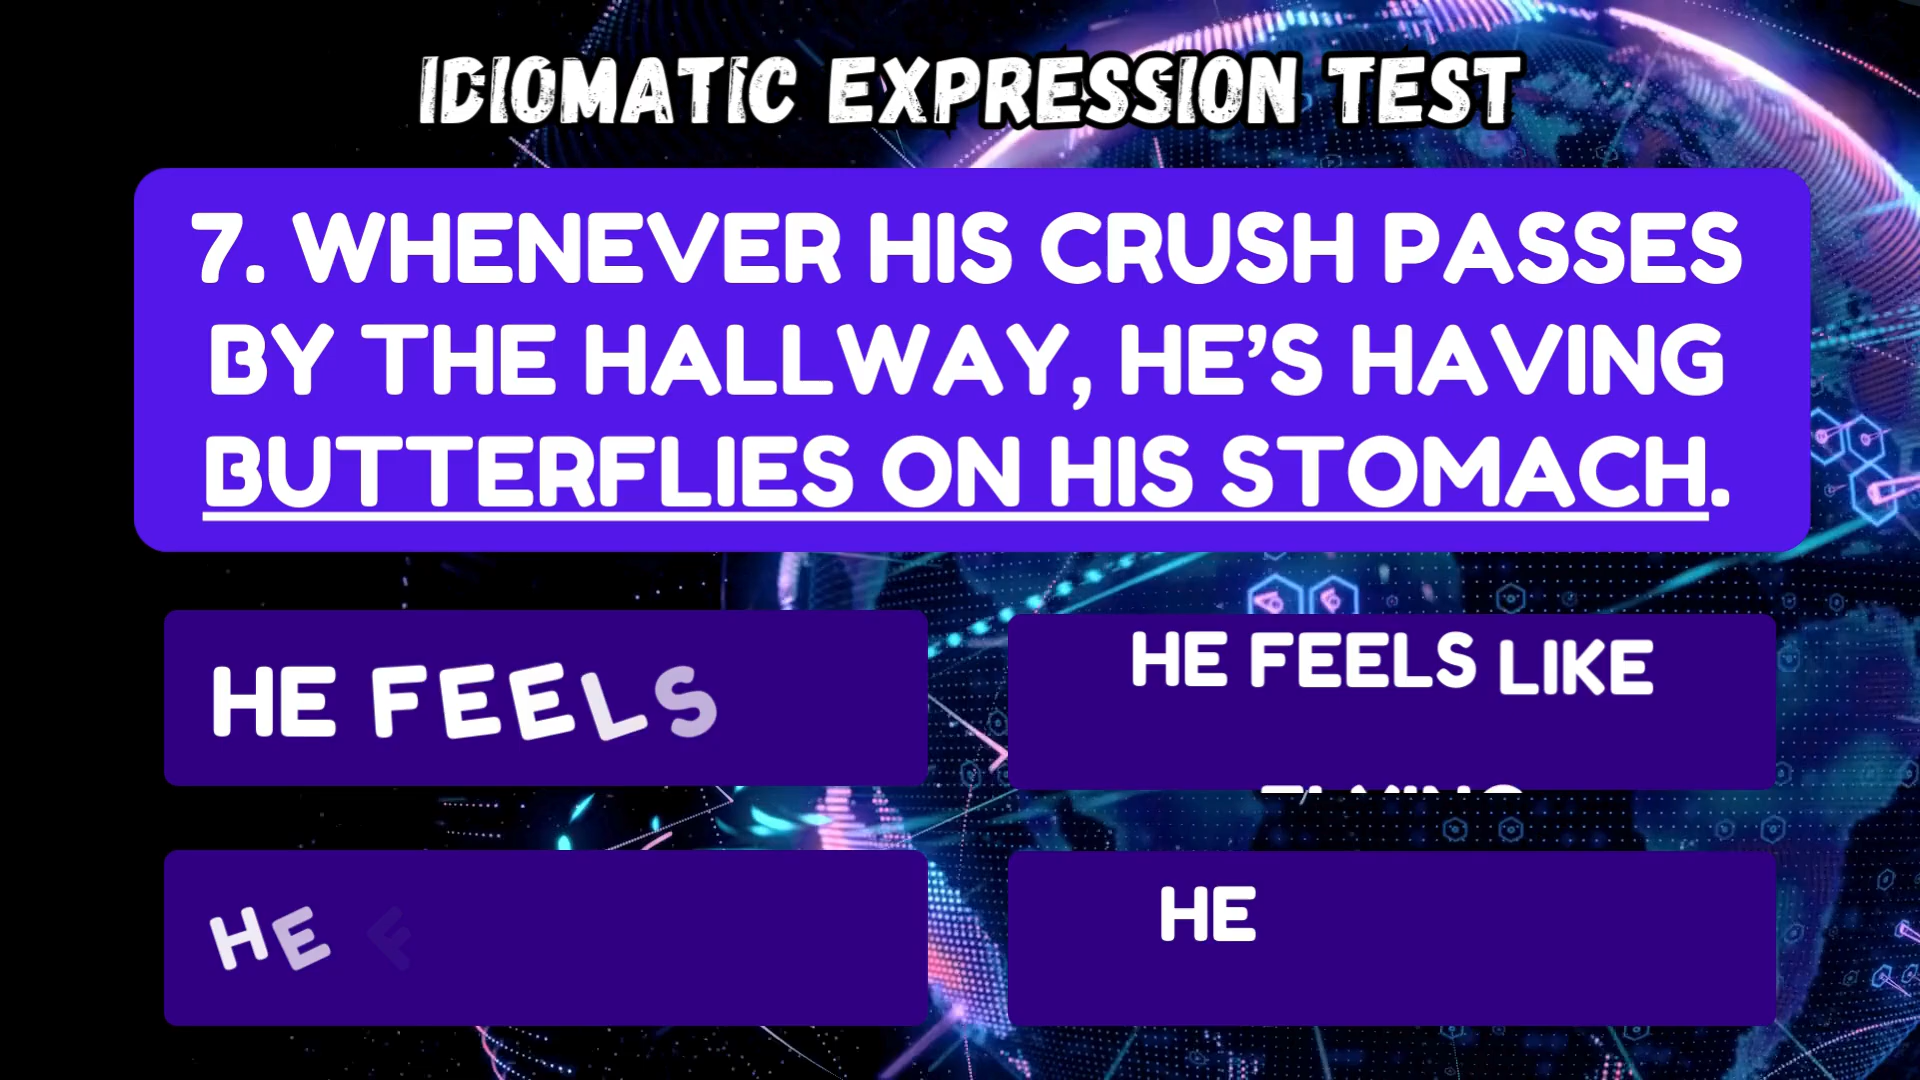 IDIOMATIC EXPRESSION TEST
7. WHENEVER HIS CRUSH PASSES
BY THE HALLWAY, HE’S HAVING
BUTTERFLIES ON HIS STOMACH.
HE FEELS
HE FEELS LIKE
HE F
HE